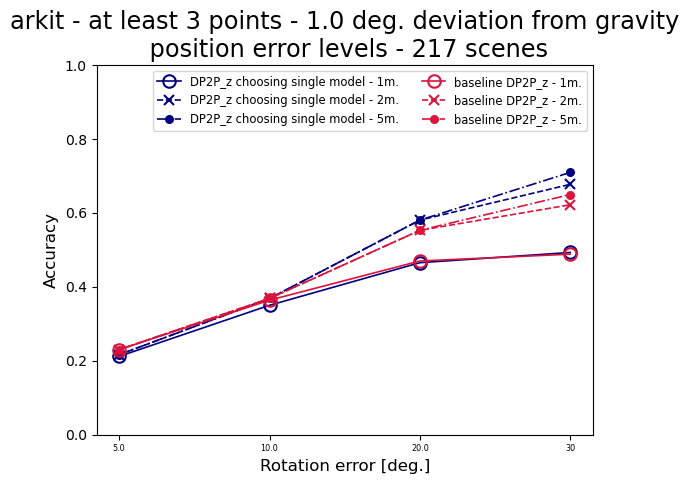 arkit - at least 3 points - 1.0 deg. deviation from gravity
position error levels - 217 scenes
DP2P_z choosing single model - 1m.
DP2P_z choosing single model - 2m.
DP2P_z choosing single model - 5m.
baseline DP2P_z - 1m.
baseline DP2P_z - 2m.
baseline DP2P_z - 5m.
1.0
0.8
0.6
0.4
0.2
0.0
Accuracy
5.0
10.0
20.0
30
Rotation error [deg.]